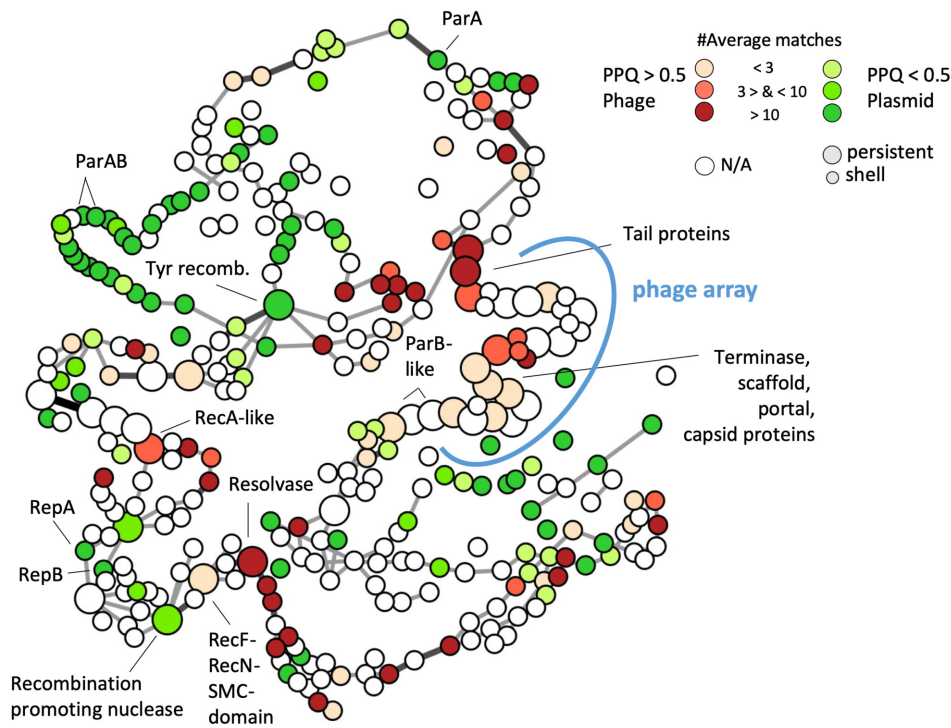 ParA
#Average matches
PPQ > 0.5
Phage
< 3
3 > & < 10
> 10
PPQ < 0.5
Plasmid
N/A
persistent
shell
ParAB
Tail proteins
Tyr recomb.
phage array
ParB-
like
Terminase,
scaffold,
portal,
capsid proteins
RecA-like
Resolvase
RepA
RepB
RecF-
RecN-
SMC-
domain
Recombination
promoting nuclease